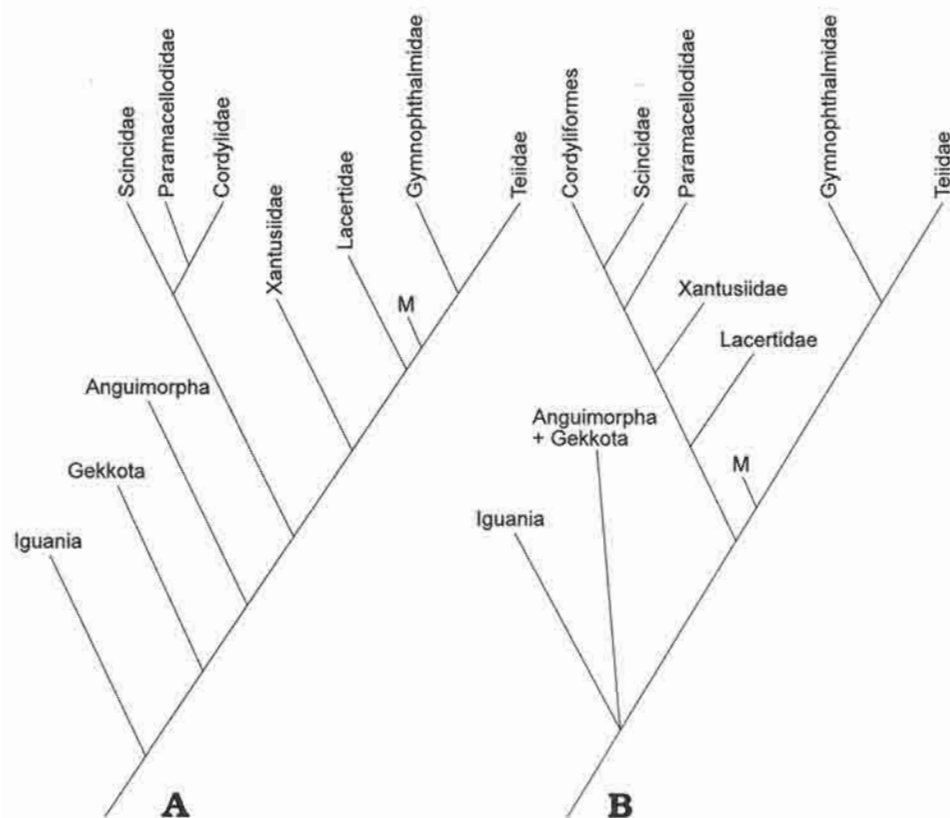 Scincidae
Paramacellodidae
Cordylidae
Xantusiidae
Lacertidae
M
Gymnophthalmidae
Teiidae
Anguimorpha
Gekkota
Iguania
A
Cordyliformes
Scincidae
Paramacellodidae
Xantusiidae
Lacertidae
Gymnophthalmidae
Teiidae
Anguimorpha
+ Gekkota
M
Iguania
B